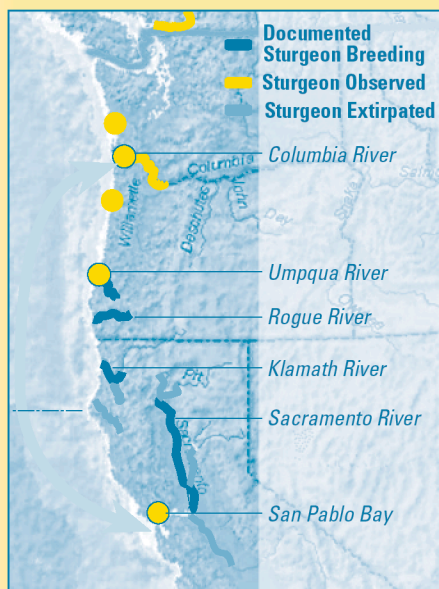 Documented
Sturgeon Breeding
Sturgeon Observed
Sturgeon Extirpated
Columbia River
Columbia
Willamette
Deschutes
John
Day
Snake
Umpqua River
Rogue River
Klamath River
Pit
Sacramento River
San Pablo Bay